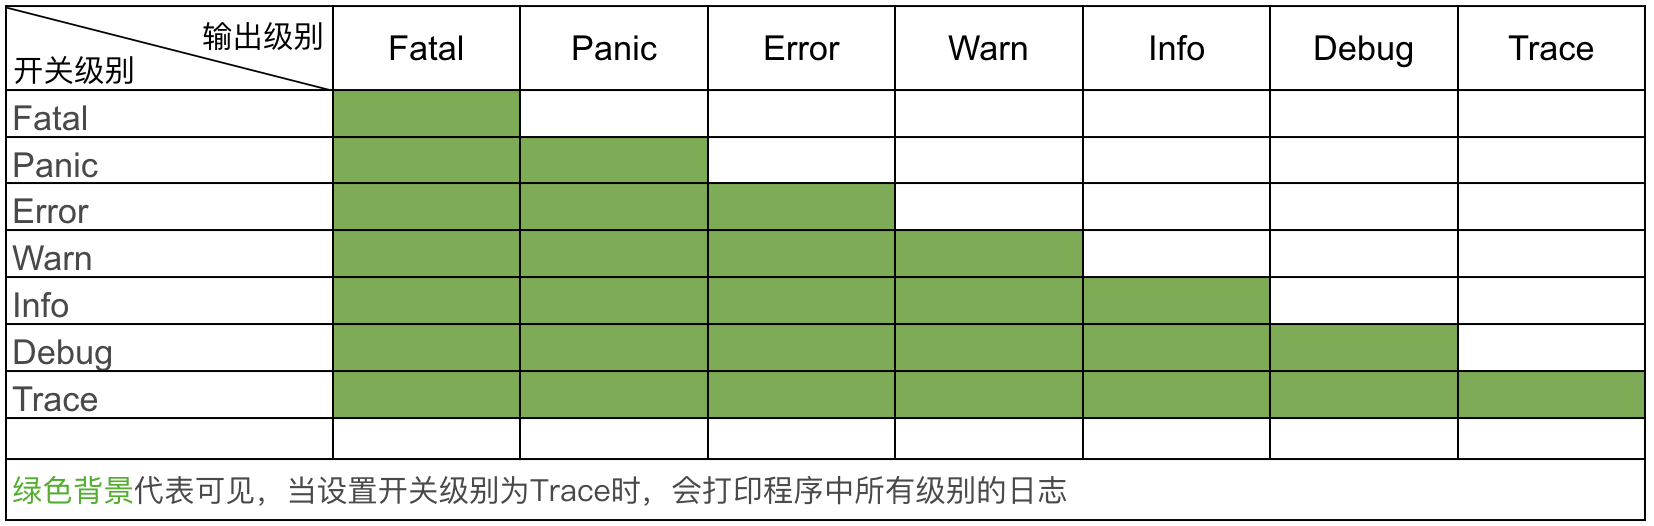 输出级别
开关级别
Fatal Panic Error Warn Info Debug Trace
Fatal
Panic
Error
Warn
Info
Debug
Trace
绿色背景代表可见，当设置开关级别为Trace时，会打印程序中所有级别的日志